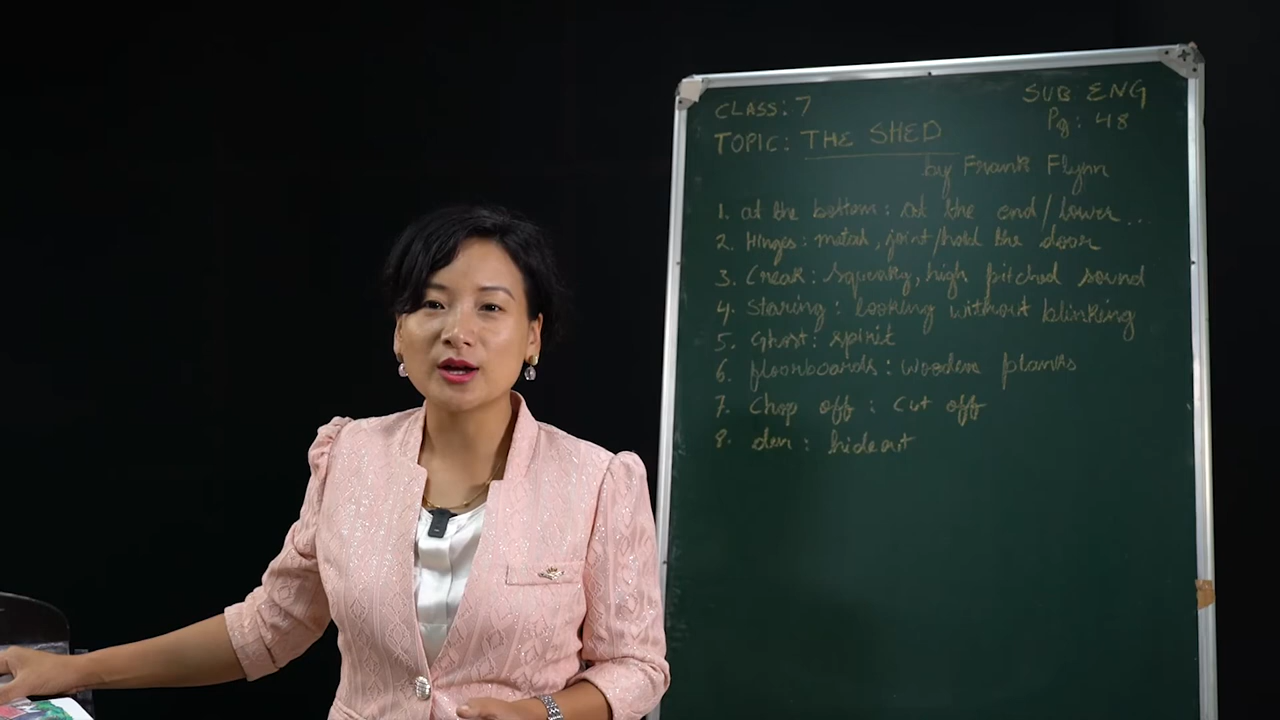 CLASS: 7
SUB ENG
Pg: 48
TOPIC: THE SHED
by Frank Flynn
1. at the bottom: at the end/lower...
2. Hinges: metal, joint/hold the door
3. Creak: squeaky, high pitched sound
4. Staring: looking without blinking
5. Ghost: spirit
6. floorboards: wooden planks
7. Chop off: cut off
8. den: hideout